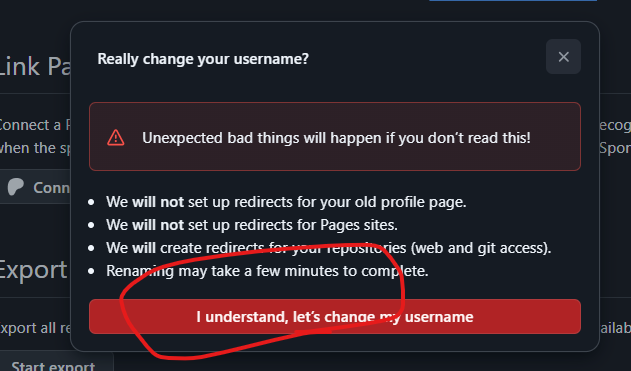 Link Pa
Really change your username?
Connect a P
Unexpected bad things will happen if you don't read this!
ecog
when the sp
Spor
Conn
We will not set up redirects for your old profile page.
We will not set up redirects for Pages sites.
We will create redirects for your repositories (web and git access).
Export
Renaming may take a few minutes to complete.
xport all re
I understand, let's change my username
ailab
Start export